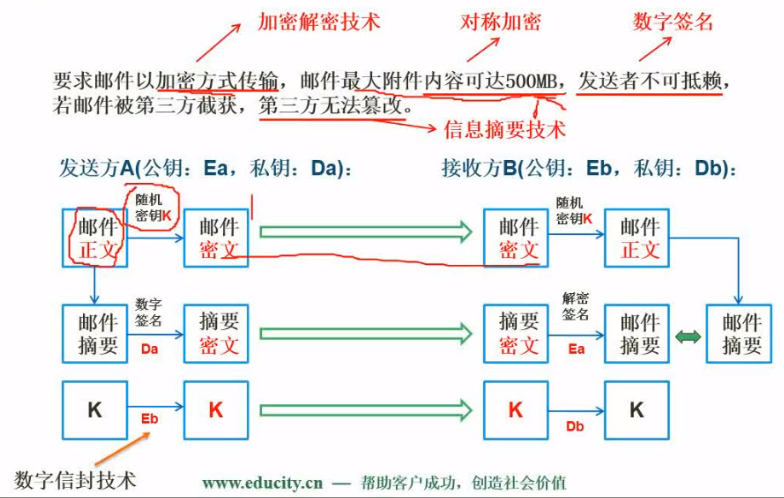 加密解密技术 对称加密 数字签名
要求邮件以加密方式传输，邮件最大附件内容可达500MB，发送者不可抵赖，
若邮件被第三方截获，第三方无法篡改。
信息摘要技术
发送方A(公钥：Ea，私钥：Da)： 接收方B(公钥：Eb，私钥：Db)：
邮件
正文
随机
密钥K
邮件
密文
邮件
密文
随机
密钥K
邮件
正文
邮件
摘要
数字
签名
Da
摘要
密文
摘要
密文
解密
签名
Ea
邮件
摘要
邮件
摘要
K
Eb
K
K
Db
K
数字信封技术
www.educity.cn — 帮助客户成功，创造社会价值